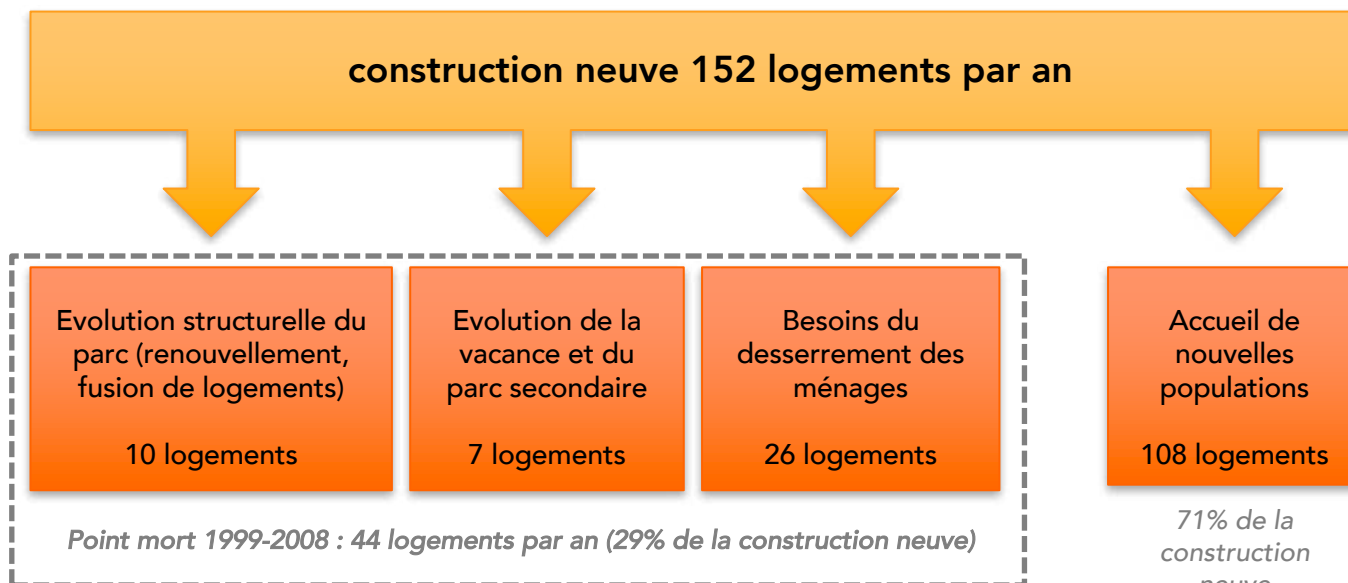 construction neuve 152 logements par an
Evolution structurelle du
parc (renouvellement,
fusion de logements)
10 logements
Evolution de la
vacance et du
parc secondaire
7 logements
Besoins du
desserrement des
ménages
26 logements
Accueil de
nouvelles
populations
108 logements
Point mort 1999-2008 : 44 logements par an (29% de la construction neuve)
71% de la
construction
neuve